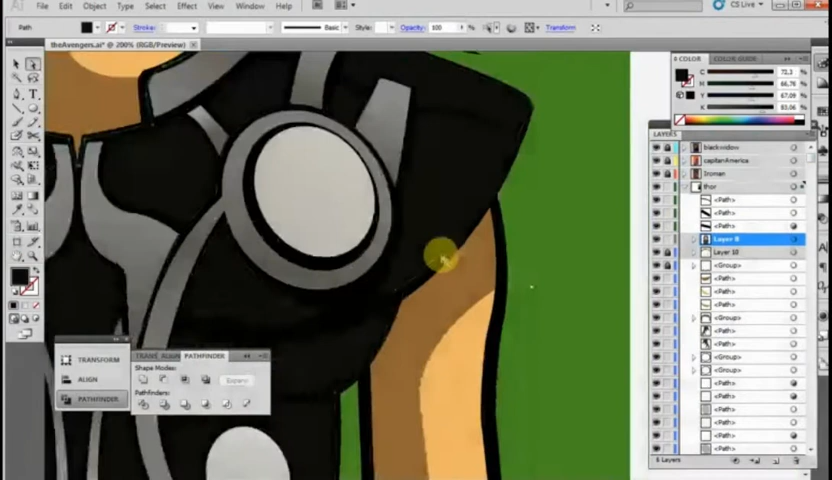 File Edit Object Type Select Effect View Window Help
CS Live
Path
Stroke:
Basic
Style:
Opacity: 100 %
Transform
theAvengers.ai* @ 200% (RGB/Preview)
COLOR
COLOR GUIDE
C 72.3 %
M 66.76 %
Y 67.09 %
K 83.06 %
LAYERS
blackwidow
capitanAmerica
Ironman
thor
<Path>
<Path>
<Path>
Layer 8
Layer 10
<Group>
<Path>
<Path>
<Path>
<Group>
<Path>
<Path>
<Group>
<Group>
<Path>
<Path>
<Path>
<Path>
<Path>
<Path>
6 Layers
TRANSFORM
ALIGN
PATHFINDER
ALIGN
PATHFINDER
Shape Modes:
Expand
Pathfinders: